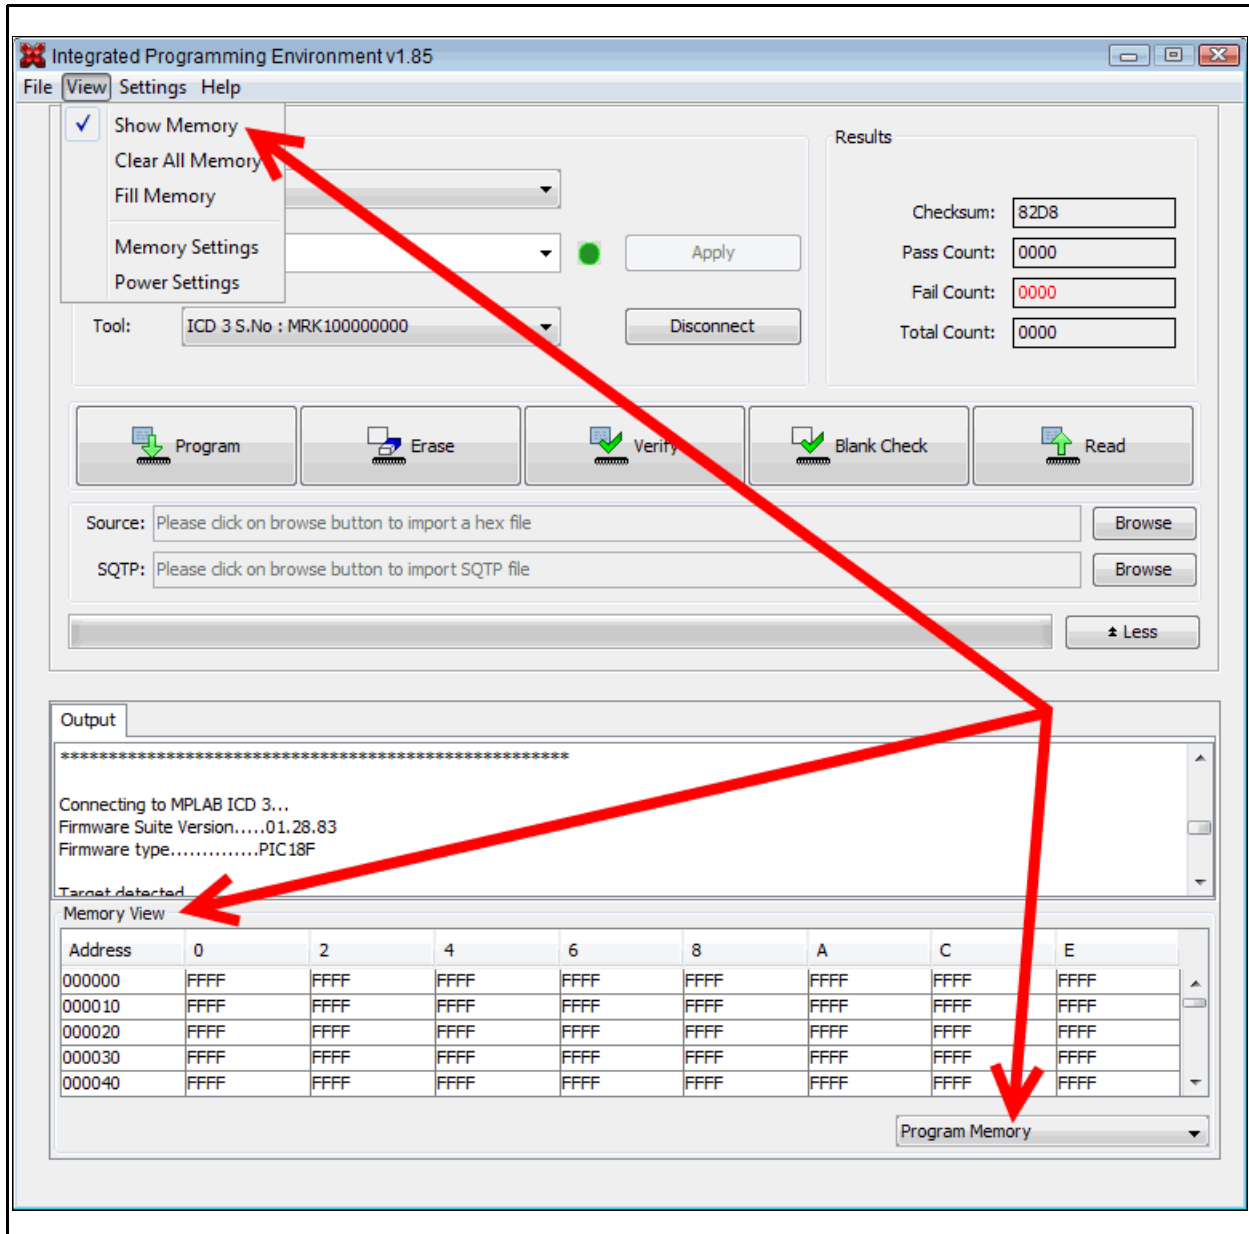 Integrated Programming Environment v1.85
File View Settings Help
Show Memory
Clear All Memory
Fill Memory
Memory Settings
Power Settings
Results
Checksum: 82D8
Apply
Pass Count: 0000
Fail Count: 0000
Tool: ICD 3 S.No : MRK100000000
Disconnect
Total Count: 0000
Program
Erase
Verify
Blank Check
Read
Source: Please click on browse button to import a hex file
Browse
SQTP: Please click on browse button to import SQTP file
Browse
Less
Output
******************************************************
Connecting to MPLAB ICD 3...
Firmware Suite Version.....01.28.83
Firmware type..............PIC18F
Target detected
Memory View
Address 0 2 4 6 8 A C E
000000 FFFF FFFF FFFF FFFF FFFF FFFF FFFF FFFF
000010 FFFF FFFF FFFF FFFF FFFF FFFF FFFF FFFF
000020 FFFF FFFF FFFF FFFF FFFF FFFF FFFF FFFF
000030 FFFF FFFF FFFF FFFF FFFF FFFF FFFF FFFF
000040 FFFF FFFF FFFF FFFF FFFF FFFF FFFF FFFF
Program Memory